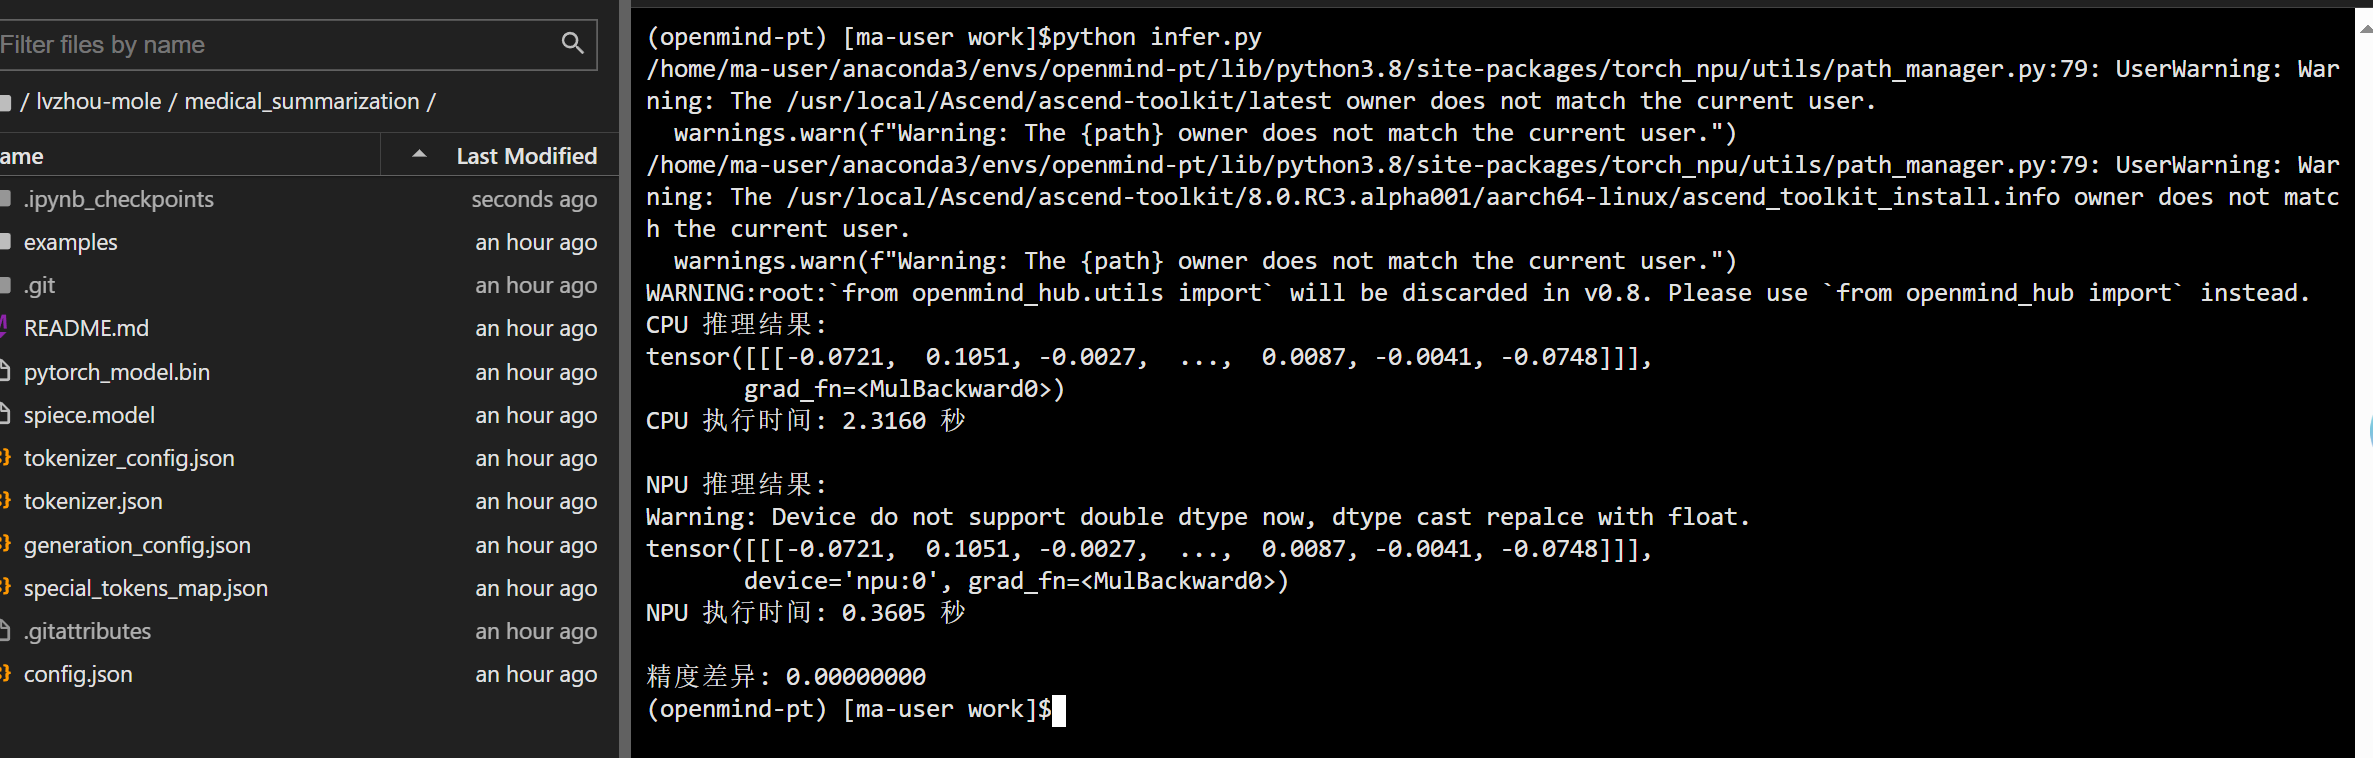 Filter files by name
/ lvzhou-mole / medical_summarization /
ame
Last Modified
.ipynb_checkpoints
seconds ago
examples
an hour ago
.git
an hour ago
README.md
an hour ago
pytorch_model.bin
an hour ago
spiece.model
an hour ago
tokenizer_config.json
an hour ago
tokenizer.json
an hour ago
generation_config.json
an hour ago
special_tokens_map.json
an hour ago
.gitattributes
an hour ago
config.json
an hour ago
(openmind-pt) [ma-user work]$python infer.py
/home/ma-user/anaconda3/envs/openmind-pt/lib/python3.8/site-packages/torch_npu/utils/path_manager.py:79: UserWarning: War
ning: The /usr/local/Ascend/ascend-toolkit/latest owner does not match the current user.
  warnings.warn(f"Warning: The {path} owner does not match the current user.")
/home/ma-user/anaconda3/envs/openmind-pt/lib/python3.8/site-packages/torch_npu/utils/path_manager.py:79: UserWarning: War
ning: The /usr/local/Ascend/ascend-toolkit/8.0.RC3.alpha001/aarch64-linux/ascend_toolkit_install.info owner does not matc
h the current user.
  warnings.warn(f"Warning: The {path} owner does not match the current user.")
WARNING:root:`from openmind_hub.utils import` will be discarded in v0.8. Please use `from openmind_hub import` instead.
CPU 推理结果:
tensor([[[-0.0721,  0.1051, -0.0027,  ...,  0.0087, -0.0041, -0.0748]]],
       grad_fn=<MulBackward0>)
CPU 执行时间: 2.3160 秒
NPU 推理结果:
Warning: Device do not support double dtype now, dtype cast repalce with float.
tensor([[[-0.0721,  0.1051, -0.0027,  ...,  0.0087, -0.0041, -0.0748]]],
       device='npu:0', grad_fn=<MulBackward0>)
NPU 执行时间: 0.3605 秒
精度差异: 0.00000000
(openmind-pt) [ma-user work]$